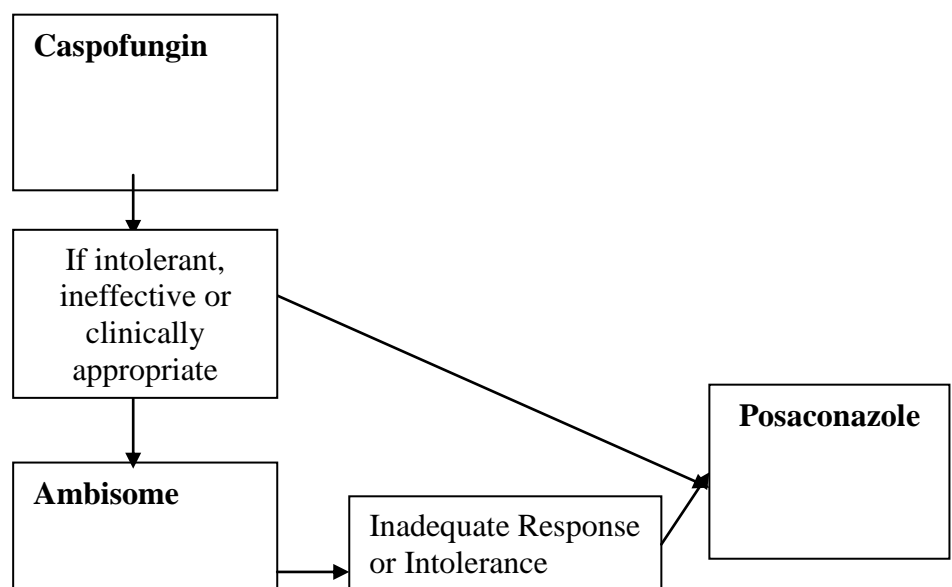 Caspofungin
If intolerant,
ineffective or
clinically
appropriate
Posaconazole
Ambisome
Inadequate Response
or Intolerance